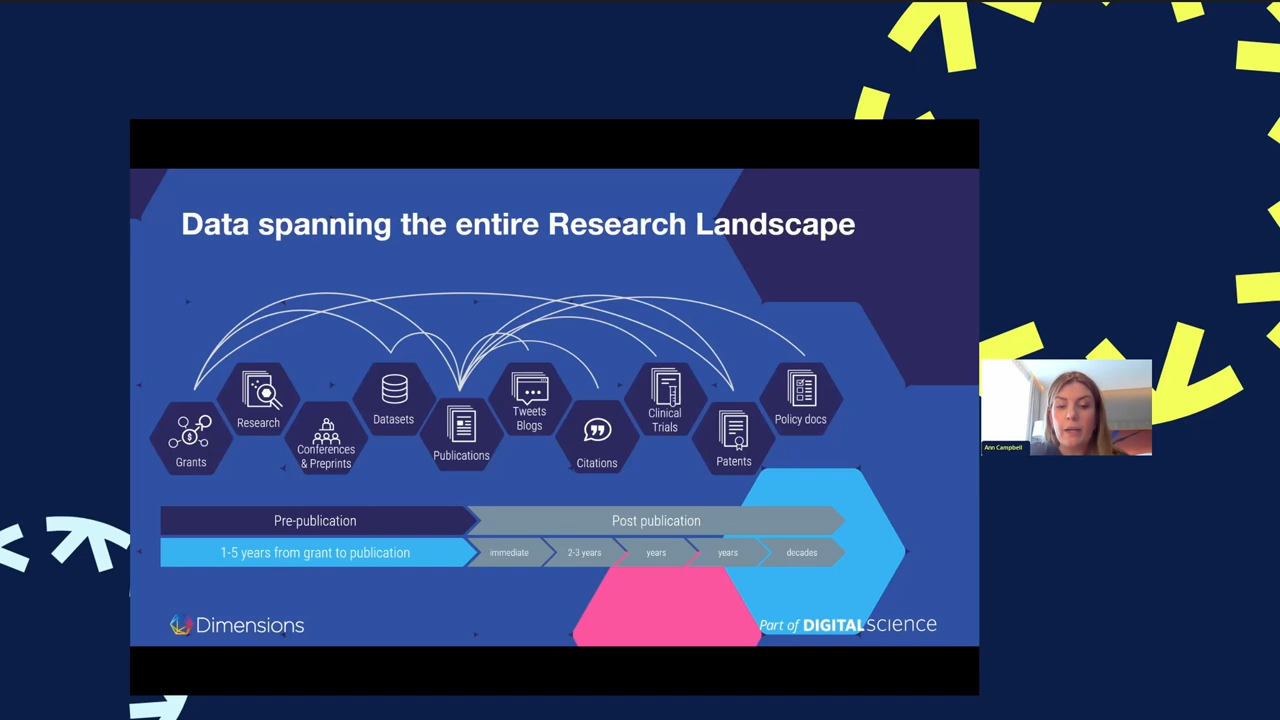 Data spanning the entire Research Landscape
Grants
Research
Conferences
& Preprints
Datasets
Publications
Tweets
Blogs
Citations
Clinical
Trials
Patents
Policy docs
Pre-publication
Post publication
1-5 years from grant to publication
immediate
2-3 years
years
years
decades
Dimensions
Part of DIGITALSCIENCE
Ann Campbell